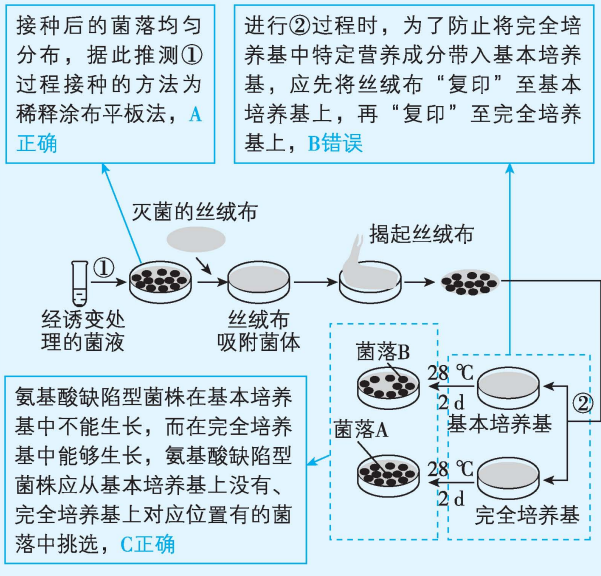 接种后的菌落均匀
分布，据此推测①
过程接种的方法为
稀释涂布平板法，A
正确
进行②过程时，为了防止将完全培
养基中特定营养成分带入基本培养
基，应先将丝绒布“复印”至基本
培养基上，再“复印”至完全培养
基上，B错误
灭菌的丝绒布
揭起丝绒布
①
经诱变处
理的菌液
丝绒布
吸附菌体
菌落B
28 ℃
2 d
基本培养基
②
菌落A
28 ℃
2 d
完全培养基
氨基酸缺陷型菌株在基本培养
基中不能生长，而在完全培养
基中能够生长，氨基酸缺陷型
菌株应从基本培养基上没有、
完全培养基上对应位置有的菌
落中挑选，C正确